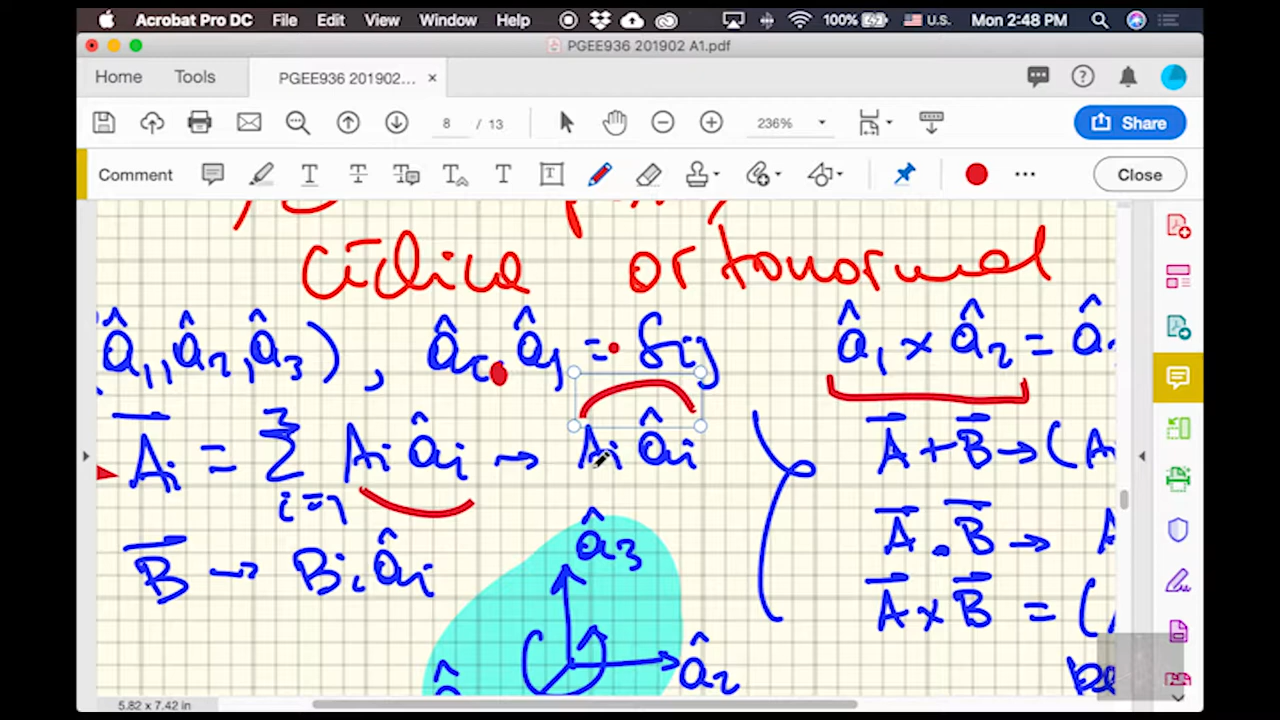 Acrobat Pro DC File Edit View Window Help 100% U.S. Mon 2:48 PM
PGEE936 201902 A1.pdf
Home Tools PGEE936 201902... ×
8 / 13 236% Share
Comment Close
cíclica ortonormal
(â₁, â₂, â₃), âᵢ • âⱼ = δij â₁ × â₂ = â
A̅ᵢ = Σ Aᵢ âᵢ → Aᵢ âᵢ A̅ + B̅ → (A
i=1
B̅ → Bᵢ âᵢ A̅ . B̅ → A
A̅ × B̅ = (A
â₃
â₂
be
5.82 x 7.42 in